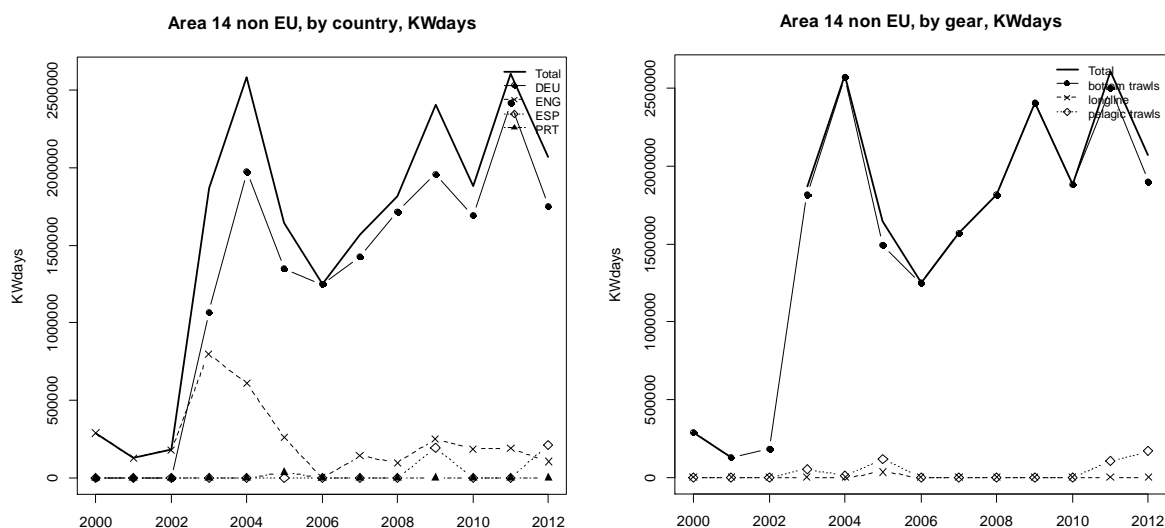 Area 14 non EU, by country, KWdays
KWdays
2500000
2000000
1500000
1000000
500000
0
2000 2002 2004 2006 2008 2010 2012
Total
DEU
ENG
ESP
PRT
Area 14 non EU, by gear, KWdays
KWdays
2500000
2000000
1500000
1000000
500000
0
2000 2002 2004 2006 2008 2010 2012
Total
bottom trawls
longline
pelagic trawls